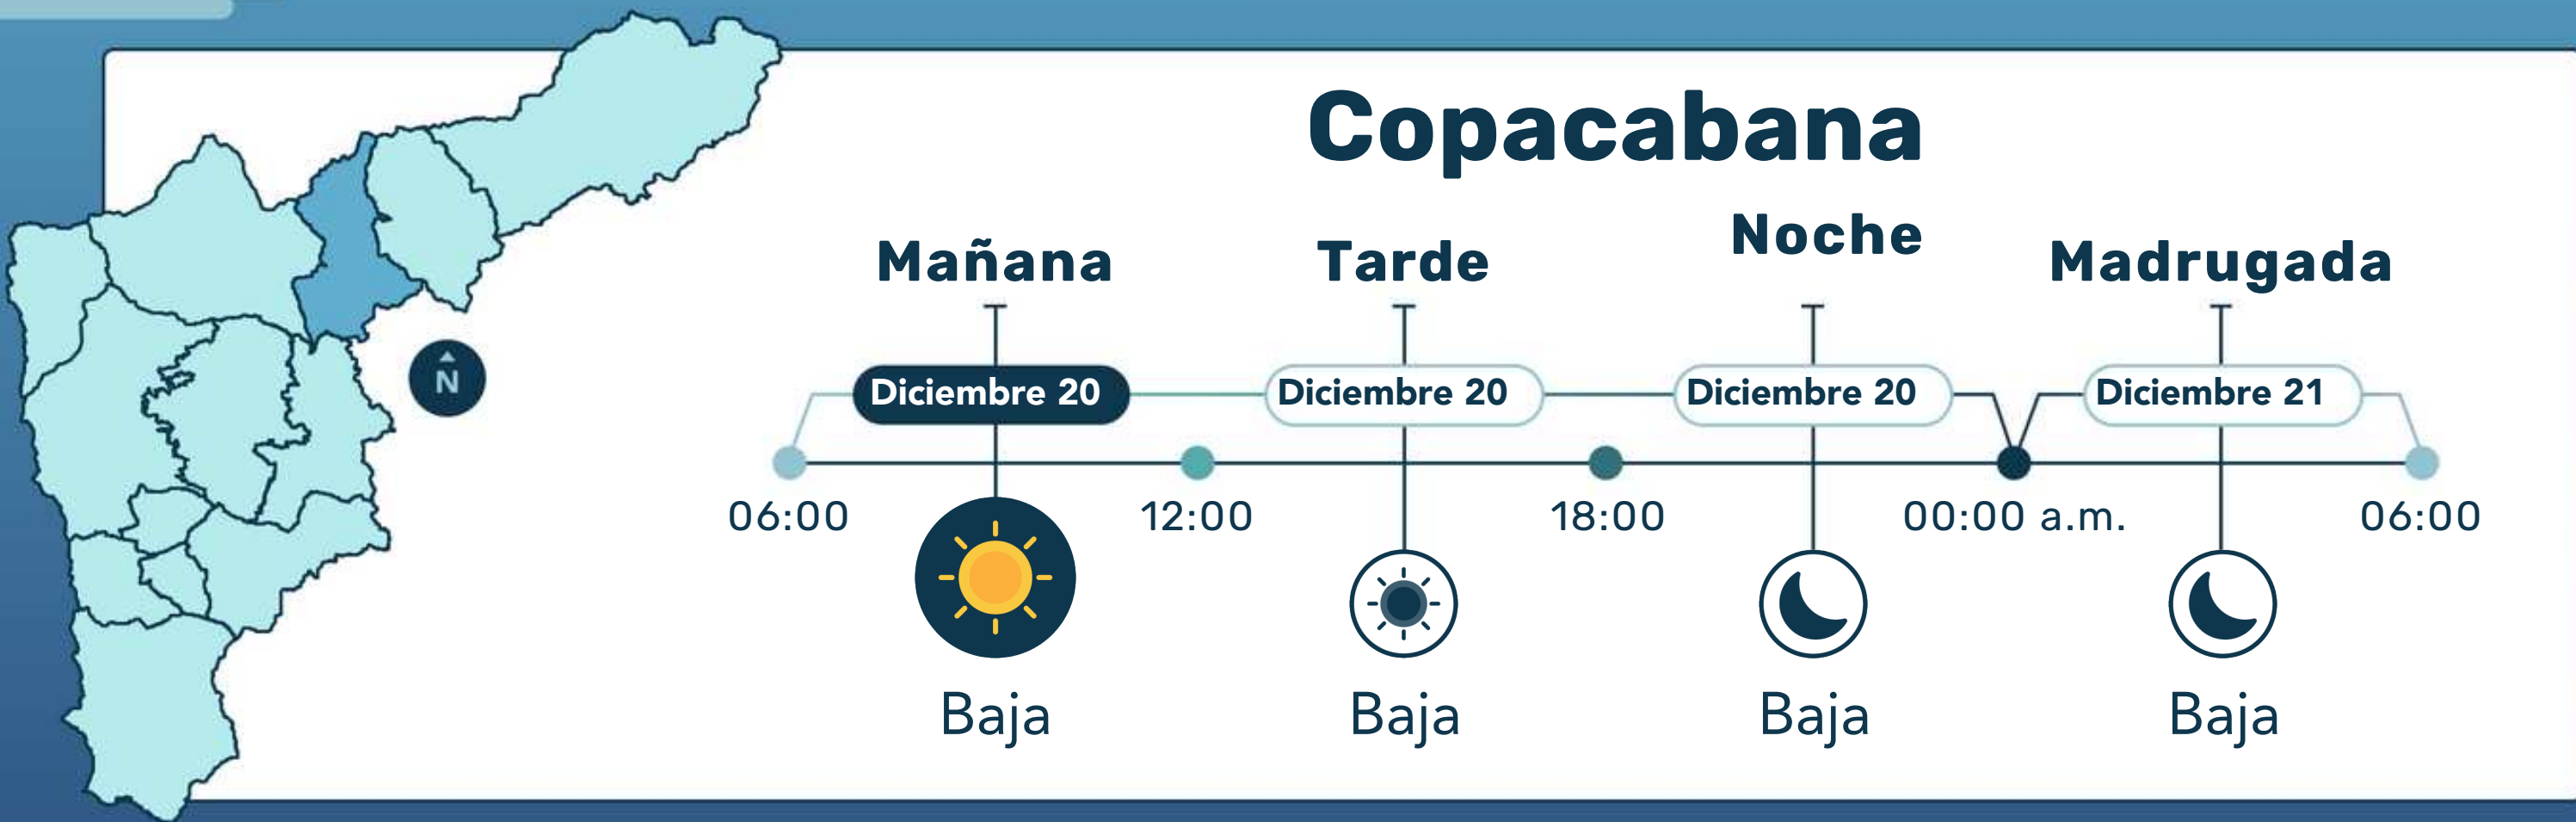 Copacabana
Mañana
Tarde
Noche
Madrugada
Diciembre 20
Diciembre 20
Diciembre 20
Diciembre 21
N
06:00
12:00
18:00
00:00 a.m.
06:00
Baja
Baja
Baja
Baja